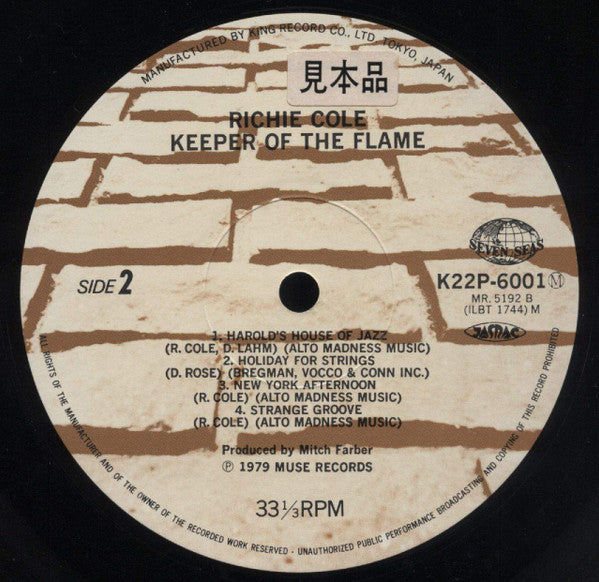 MANUFACTURED BY KING RECORD CO., LTD. TOKYO, JAPAN
見本品
RICHIE COLE
KEEPER OF THE FLAME
SEVEN SEAS
SIDE 2
K22P-6001 Ⓜ
MR. 5192 B
(ILBT 1744) M
JASRAC
1. HAROLD'S HOUSE OF JAZZ
(R. COLE, D. LAHM) (ALTO MADNESS MUSIC)
2. HOLIDAY FOR STRINGS
(D. ROSE) (BREGMAN, VOCCO & CONN INC.)
3. NEW YORK AFTERNOON
(R. COLE) (ALTO MADNESS MUSIC)
4. STRANGE GROOVE
(R. COLE) (ALTO MADNESS MUSIC)
Produced by Mitch Farber
℗ 1979 MUSE RECORDS
33 1/3 RPM
ALL RIGHTS OF THE MANUFACTURER AND OF THE OWNER OF THE RECORDED WORK RESERVED · UNAUTHORIZED PUBLIC PERFORMANCE BROADCASTING AND COPYING OF THIS RECORD PROHIBITED